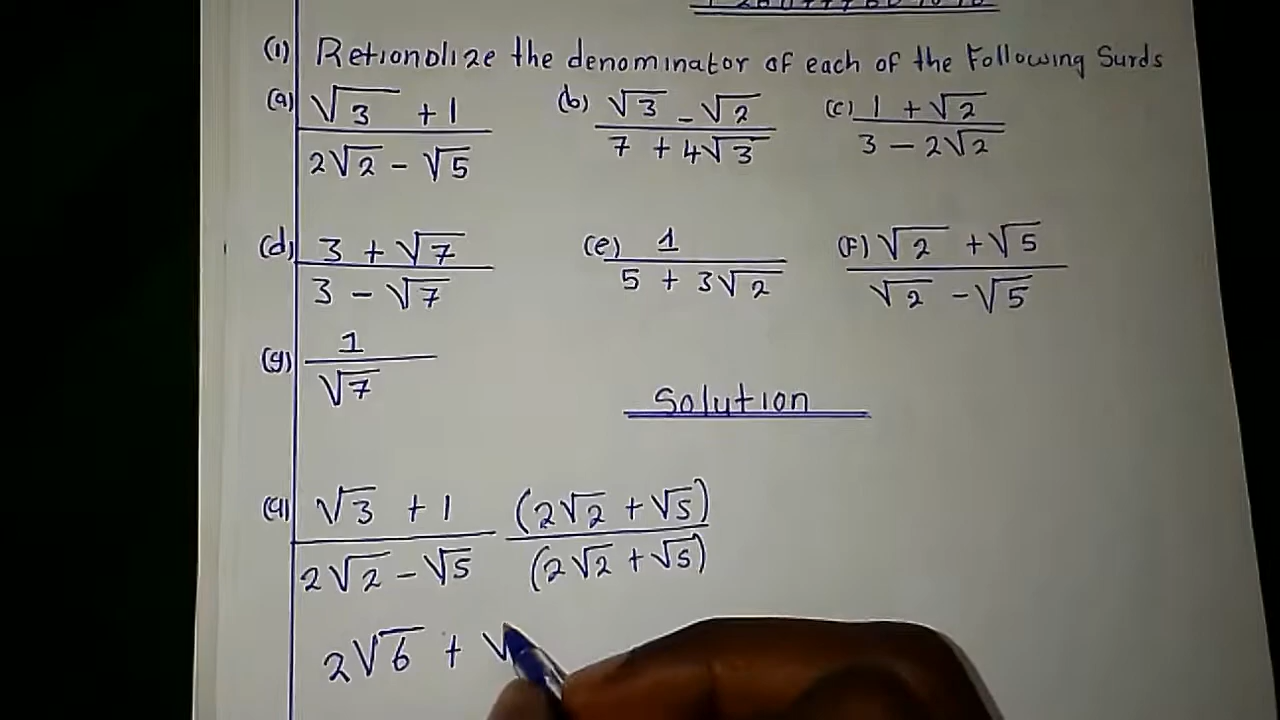 (1) Retionolize the denominator of each of the Following Surds
(a) √3 + 1 / 2√2 - √5 (b) √3 - √2 / 7 + 4√3 (c) 1 + √2 / 3 - 2√2
(d) 3 + √7 / 3 - √7 (e) 1 / 5 + 3√2 (F) √2 + √5 / √2 - √5
(g) 1 / √7
Solution
(a) √3 + 1 / 2√2 - √5 (2√2 + √5) / (2√2 + √5)
2√6 + √